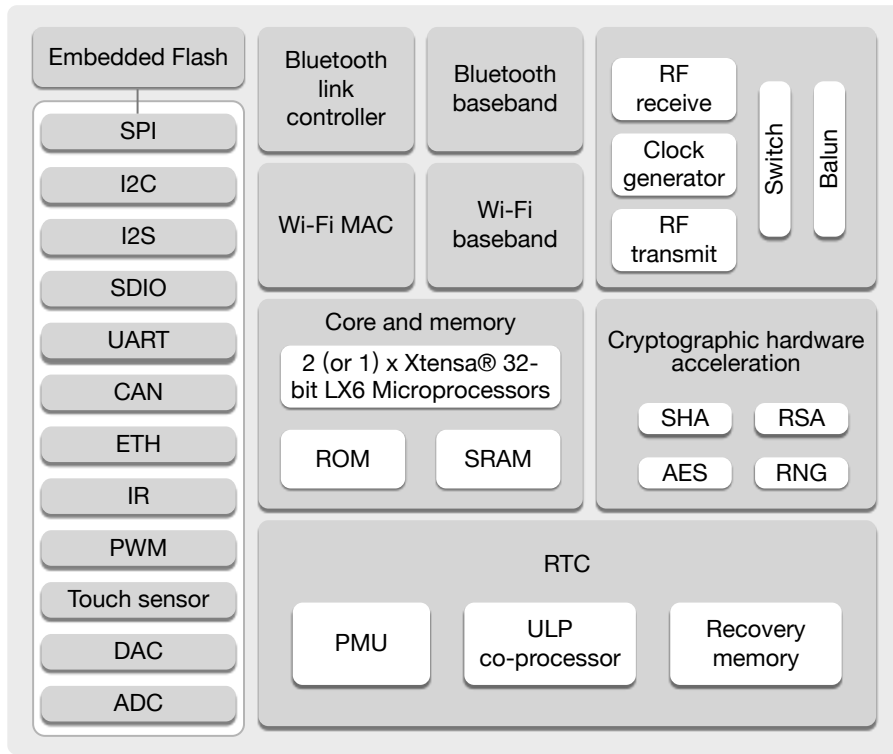 Embedded Flash
SPI
I2C
I2S
SDIO
UART
CAN
ETH
IR
PWM
Touch sensor
DAC
ADC
Bluetooth
link
controller
Bluetooth
baseband
Wi-Fi MAC
Wi-Fi
baseband
RF
receive
Clock
generator
RF
transmit
Switch
Balun
Core and memory
2 (or 1) x Xtensa® 32-
bit LX6 Microprocessors
ROM
SRAM
Cryptographic hardware
acceleration
SHA
RSA
AES
RNG
RTC
PMU
ULP
co-processor
Recovery
memory